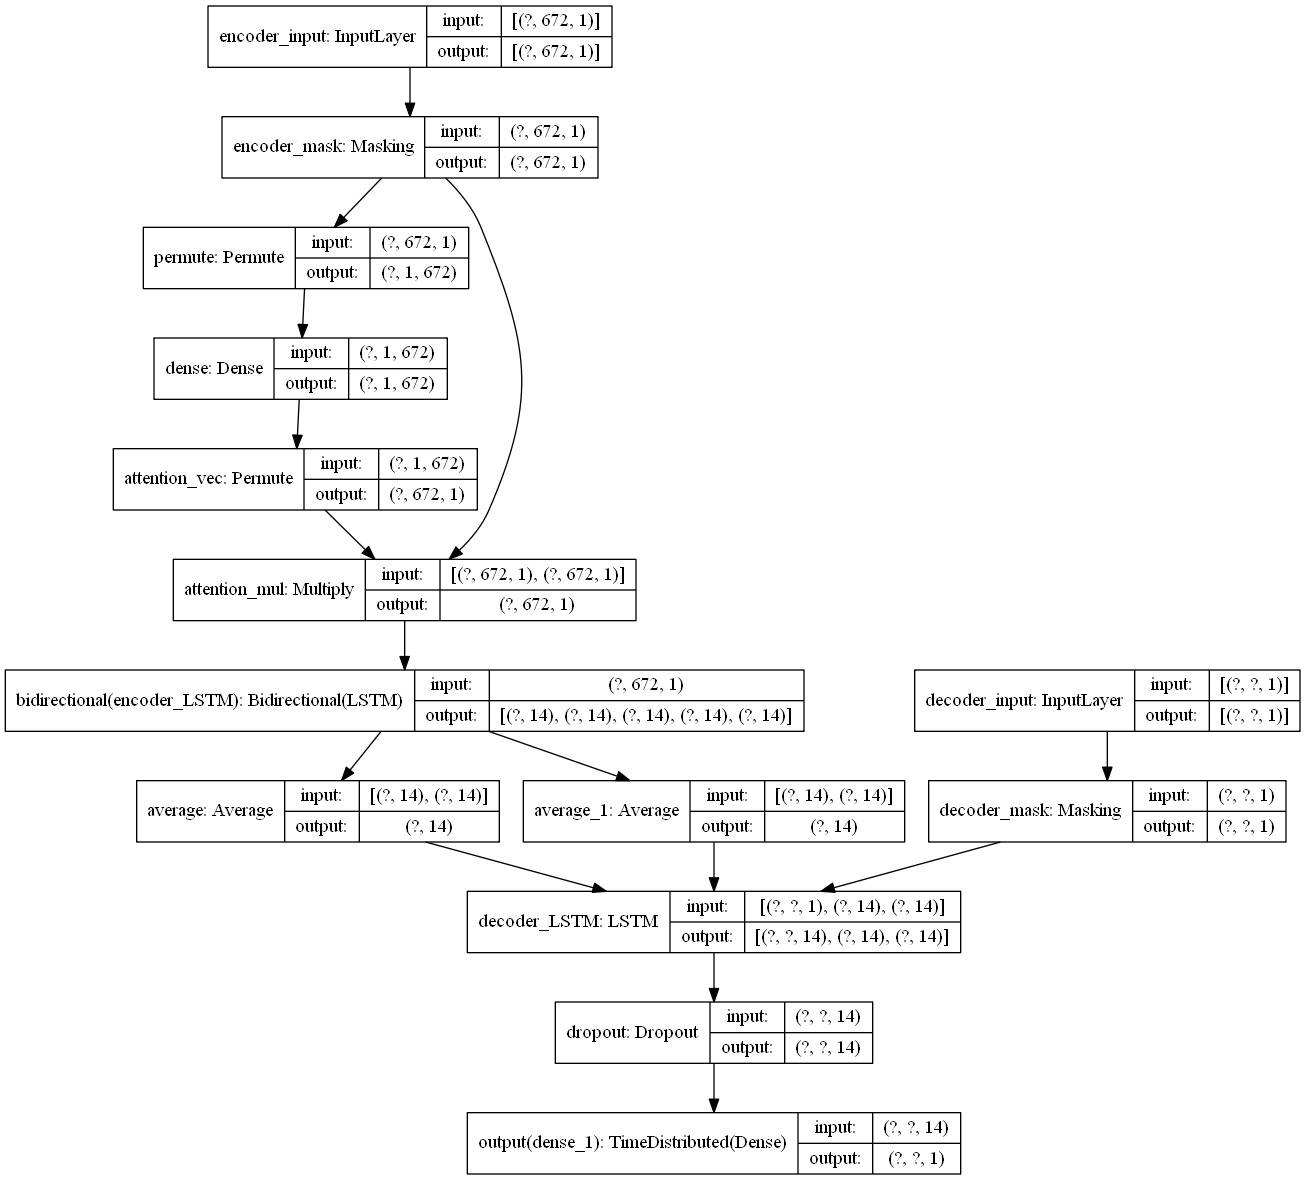 encoder_input: InputLayer
input:
[(?, 672, 1)]
output:
[(?, 672, 1)]
encoder_mask: Masking
input:
(?, 672, 1)
output:
(?, 672, 1)
permute: Permute
input:
(?, 672, 1)
output:
(?, 1, 672)
dense: Dense
input:
(?, 1, 672)
output:
(?, 1, 672)
attention_vec: Permute
input:
(?, 1, 672)
output:
(?, 672, 1)
attention_mul: Multiply
input:
[(?, 672, 1), (?, 672, 1)]
output:
(?, 672, 1)
bidirectional(encoder_LSTM): Bidirectional(LSTM)
input:
(?, 672, 1)
output:
[(?, 14), (?, 14), (?, 14), (?, 14), (?, 14)]
decoder_input: InputLayer
input:
[(?, ?, 1)]
output:
[(?, ?, 1)]
average: Average
input:
[(?, 14), (?, 14)]
output:
(?, 14)
average_1: Average
input:
[(?, 14), (?, 14)]
output:
(?, 14)
decoder_mask: Masking
input:
(?, ?, 1)
output:
(?, ?, 1)
decoder_LSTM: LSTM
input:
[(?, ?, 1), (?, 14), (?, 14)]
output:
[(?, ?, 14), (?, 14), (?, 14)]
dropout: Dropout
input:
(?, ?, 14)
output:
(?, ?, 14)
output(dense_1): TimeDistributed(Dense)
input:
(?, ?, 14)
output:
(?, ?, 1)